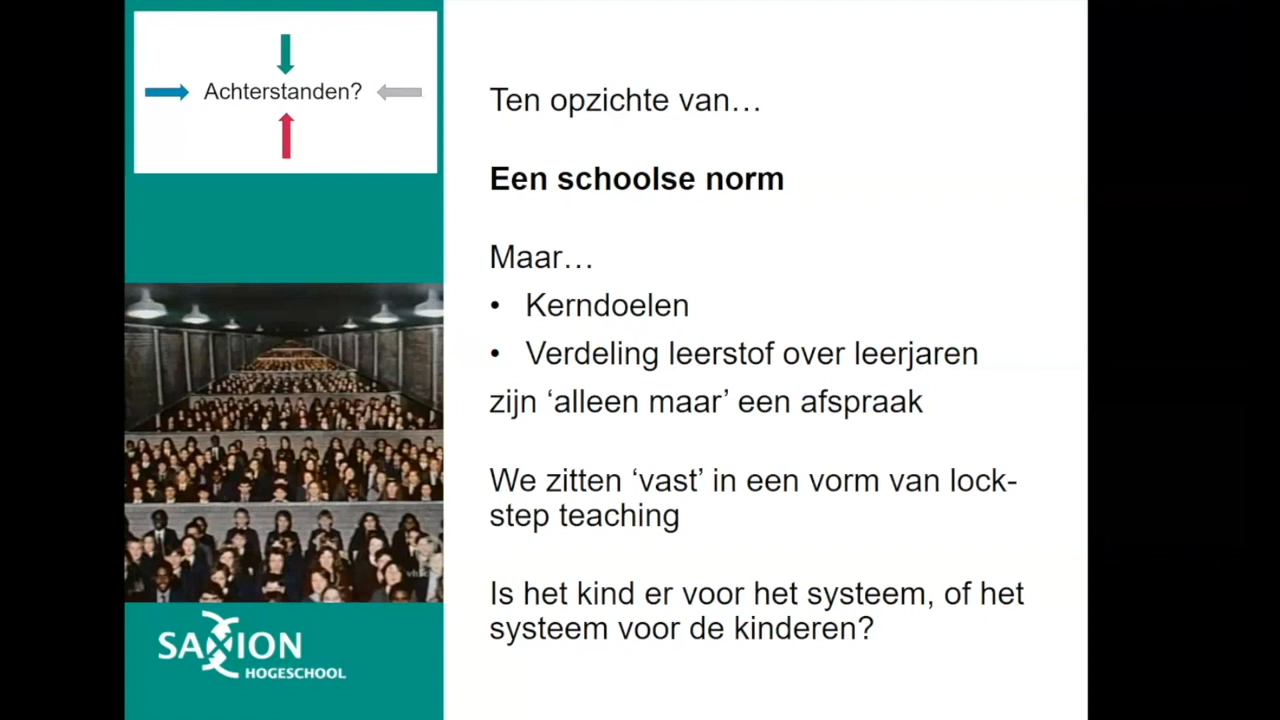 Achterstanden?
Ten opzichte van…
Een schoolse norm
Maar…
• Kerndoelen
• Verdeling leerstof over leerjaren
zijn ‘alleen maar’ een afspraak
We zitten ‘vast’ in een vorm van lock-
step teaching
Is het kind er voor het systeem, of het
systeem voor de kinderen?
SAXION
HOGESCHOOL